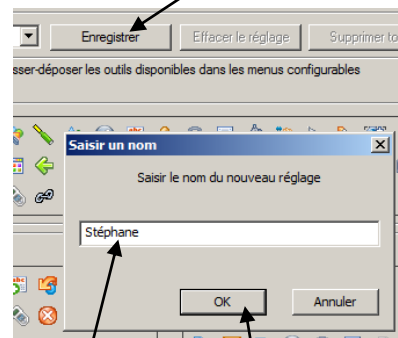 Enregistrer Effacer le réglage Supprimer to
sser-déposer les outils disponibles dans les menus configurables
Saisir un nom
Saisir le nom du nouveau réglage
Stéphane
OK Annuler